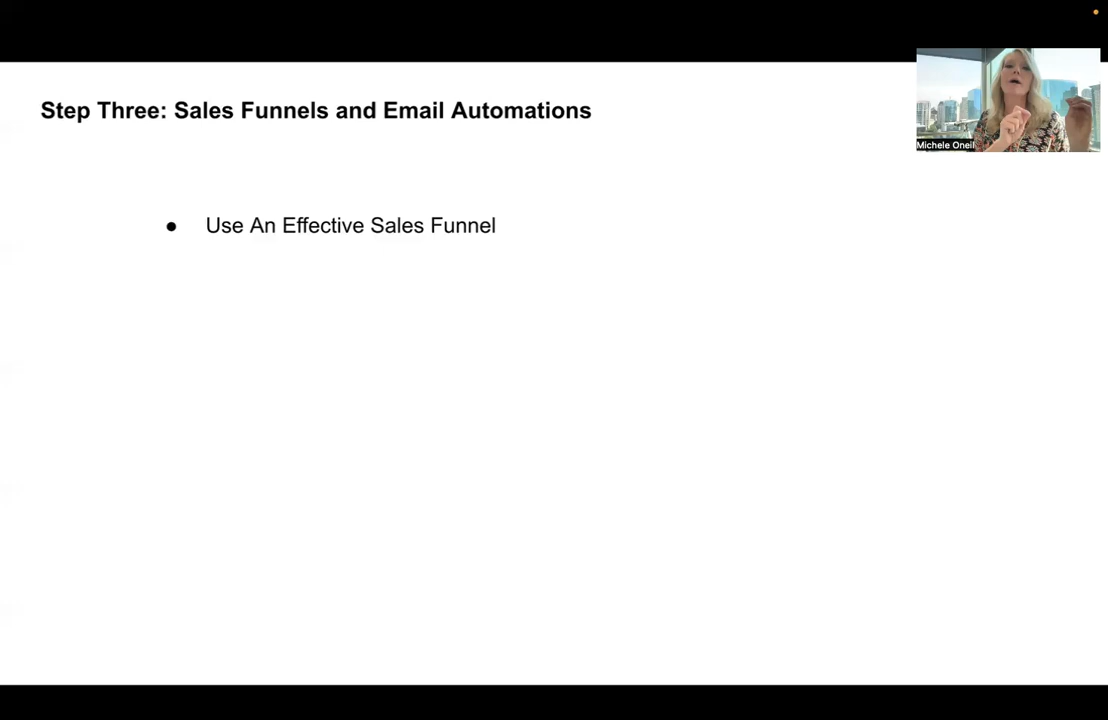 Step Three: Sales Funnels and Email Automations
Michele Oneil
● Use An Effective Sales Funnel